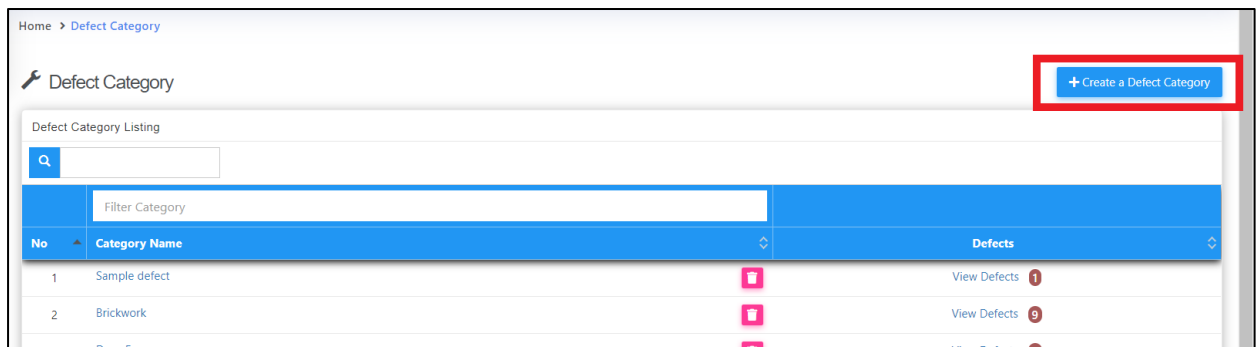 Home > Defect Category
Defect Category
+ Create a Defect Category
Defect Category Listing
Filter Category
No Category Name Defects
1 Sample defect View Defects 1
2 Brickwork View Defects 9